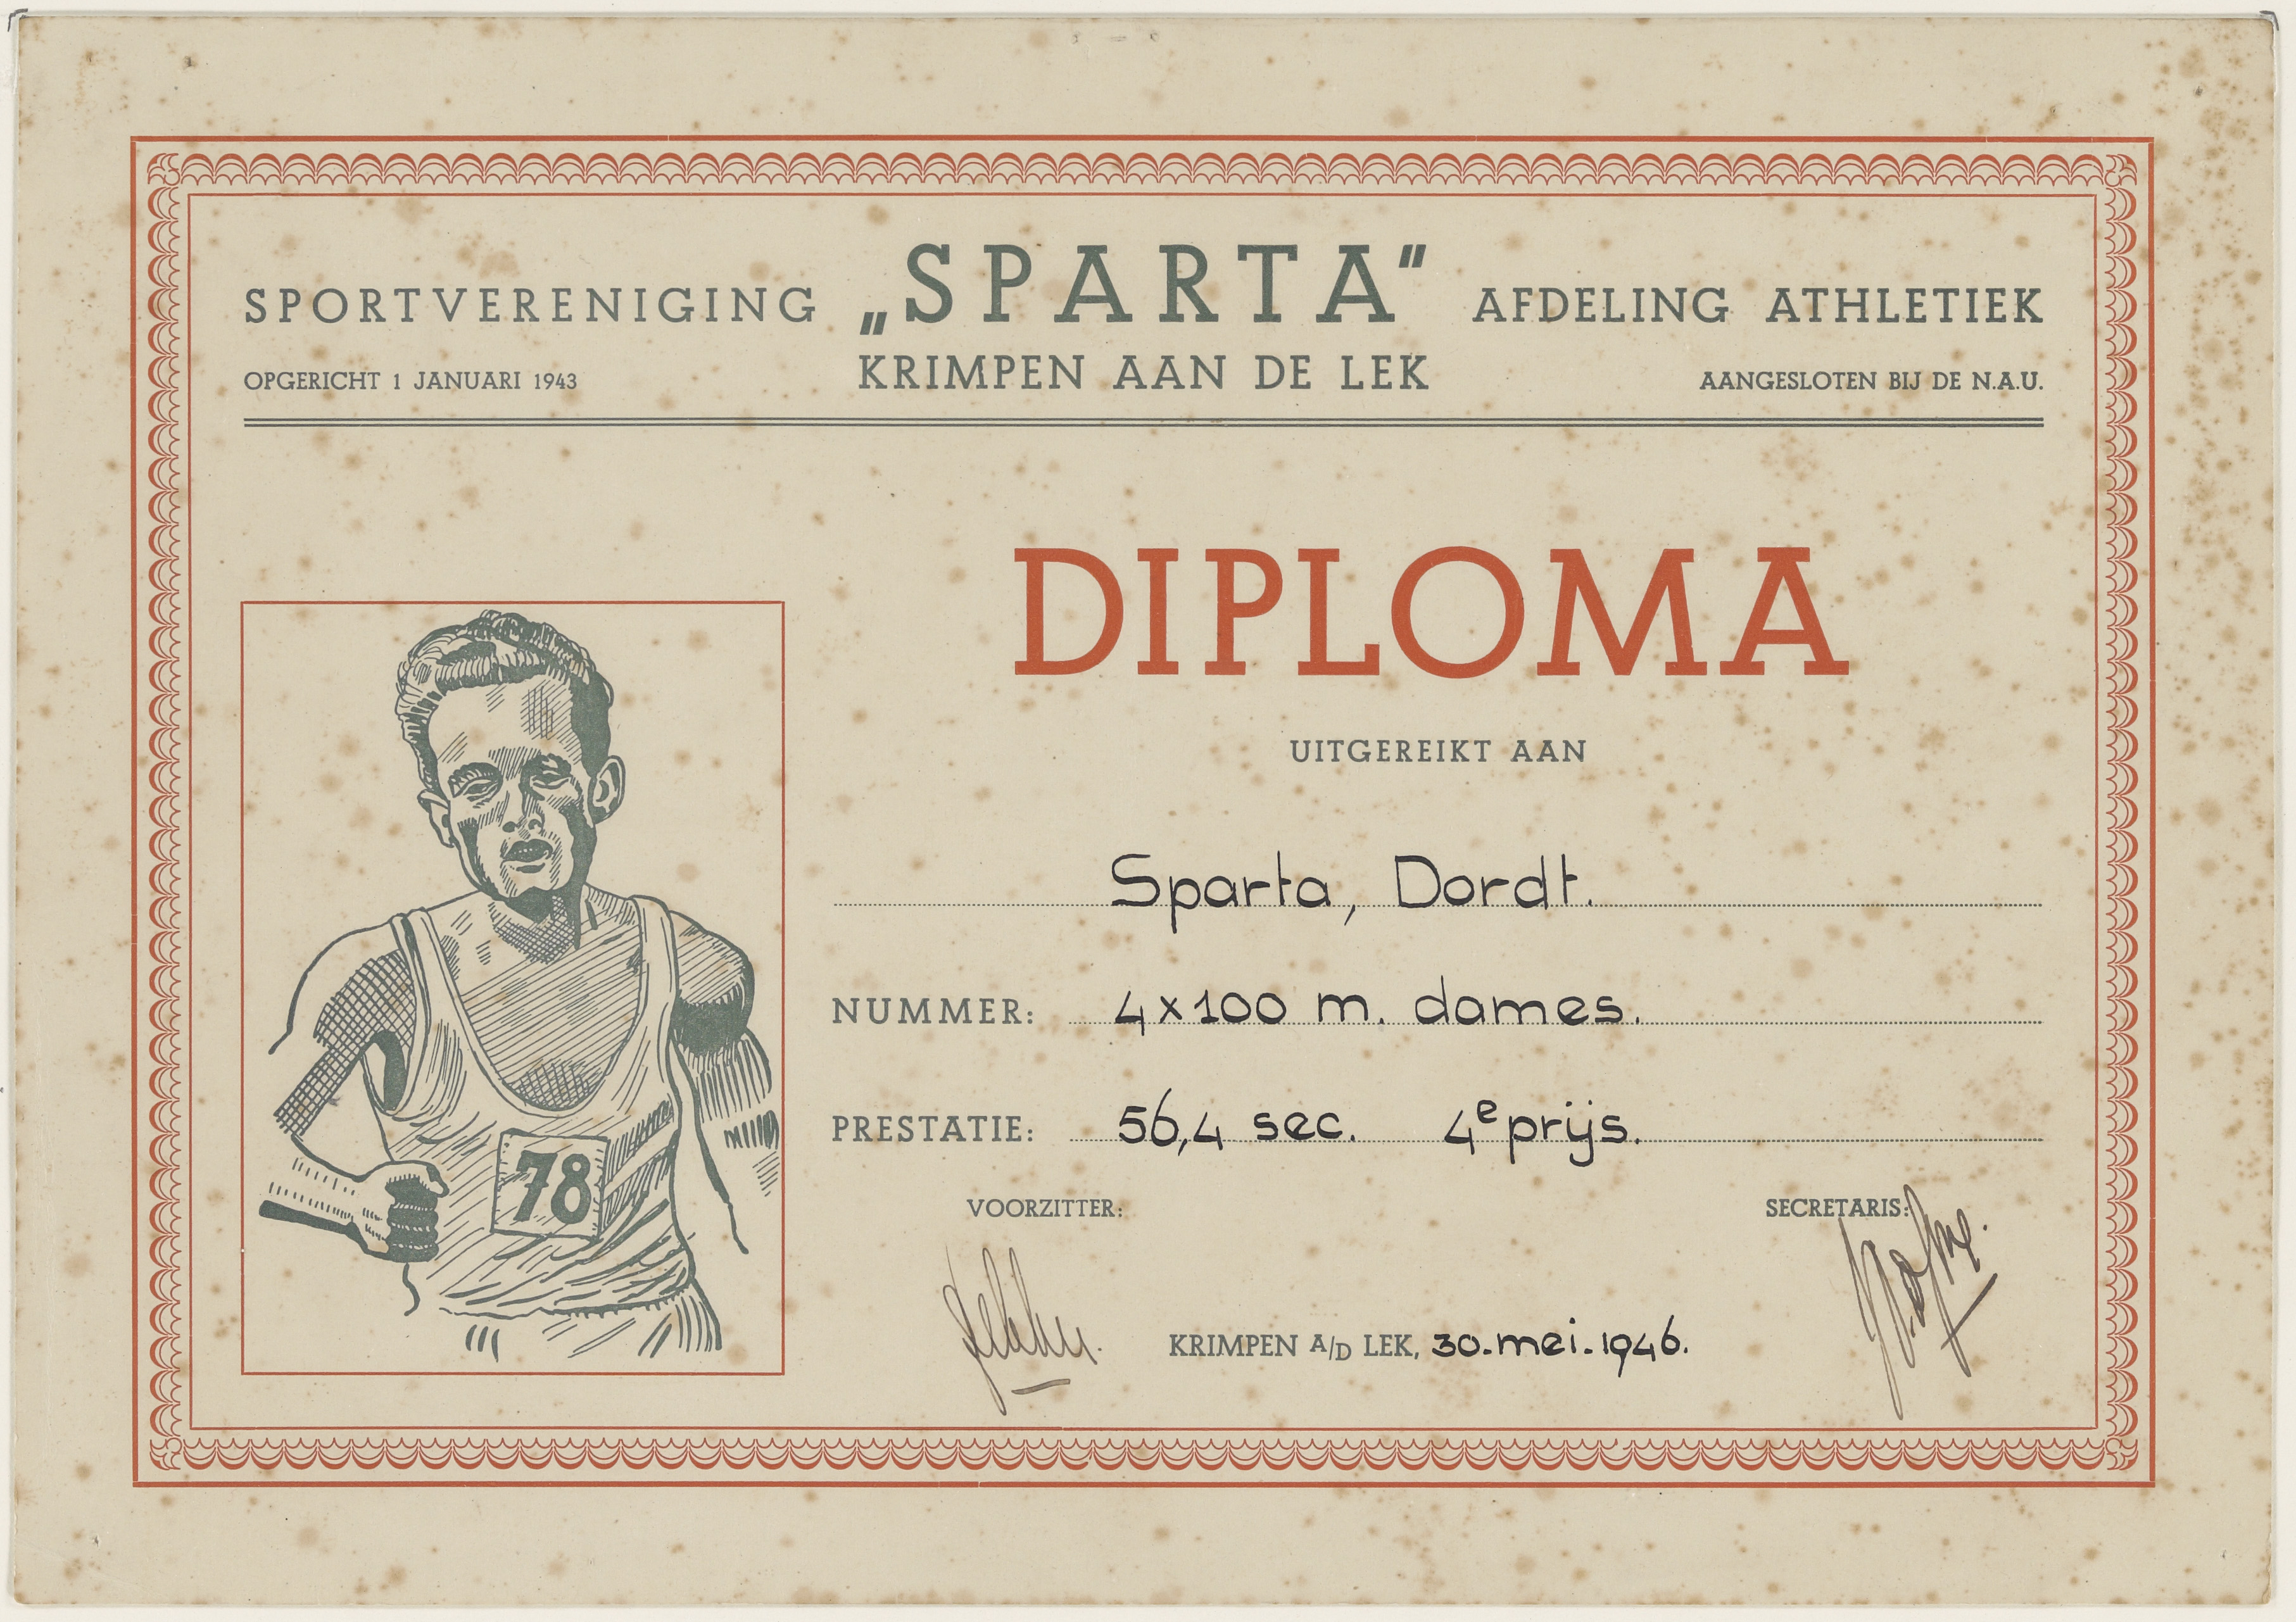 SPORTVERENIGING „SPARTA” AFDELING ATHLETIEK
OPGERICHT 1 JANUARI 1943 KRIMPEN AAN DE LEK AANGESLOTEN BIJ DE N.A.U.
DIPLOMA
UITGEREIKT AAN
Sparta, Dordt.
NUMMER: 4x100 m. dames.
PRESTATIE: 56,4 sec. 4e prijs.
78
VOORZITTER: SECRETARIS:
KRIMPEN A/D LEK, 30.mei.1946.